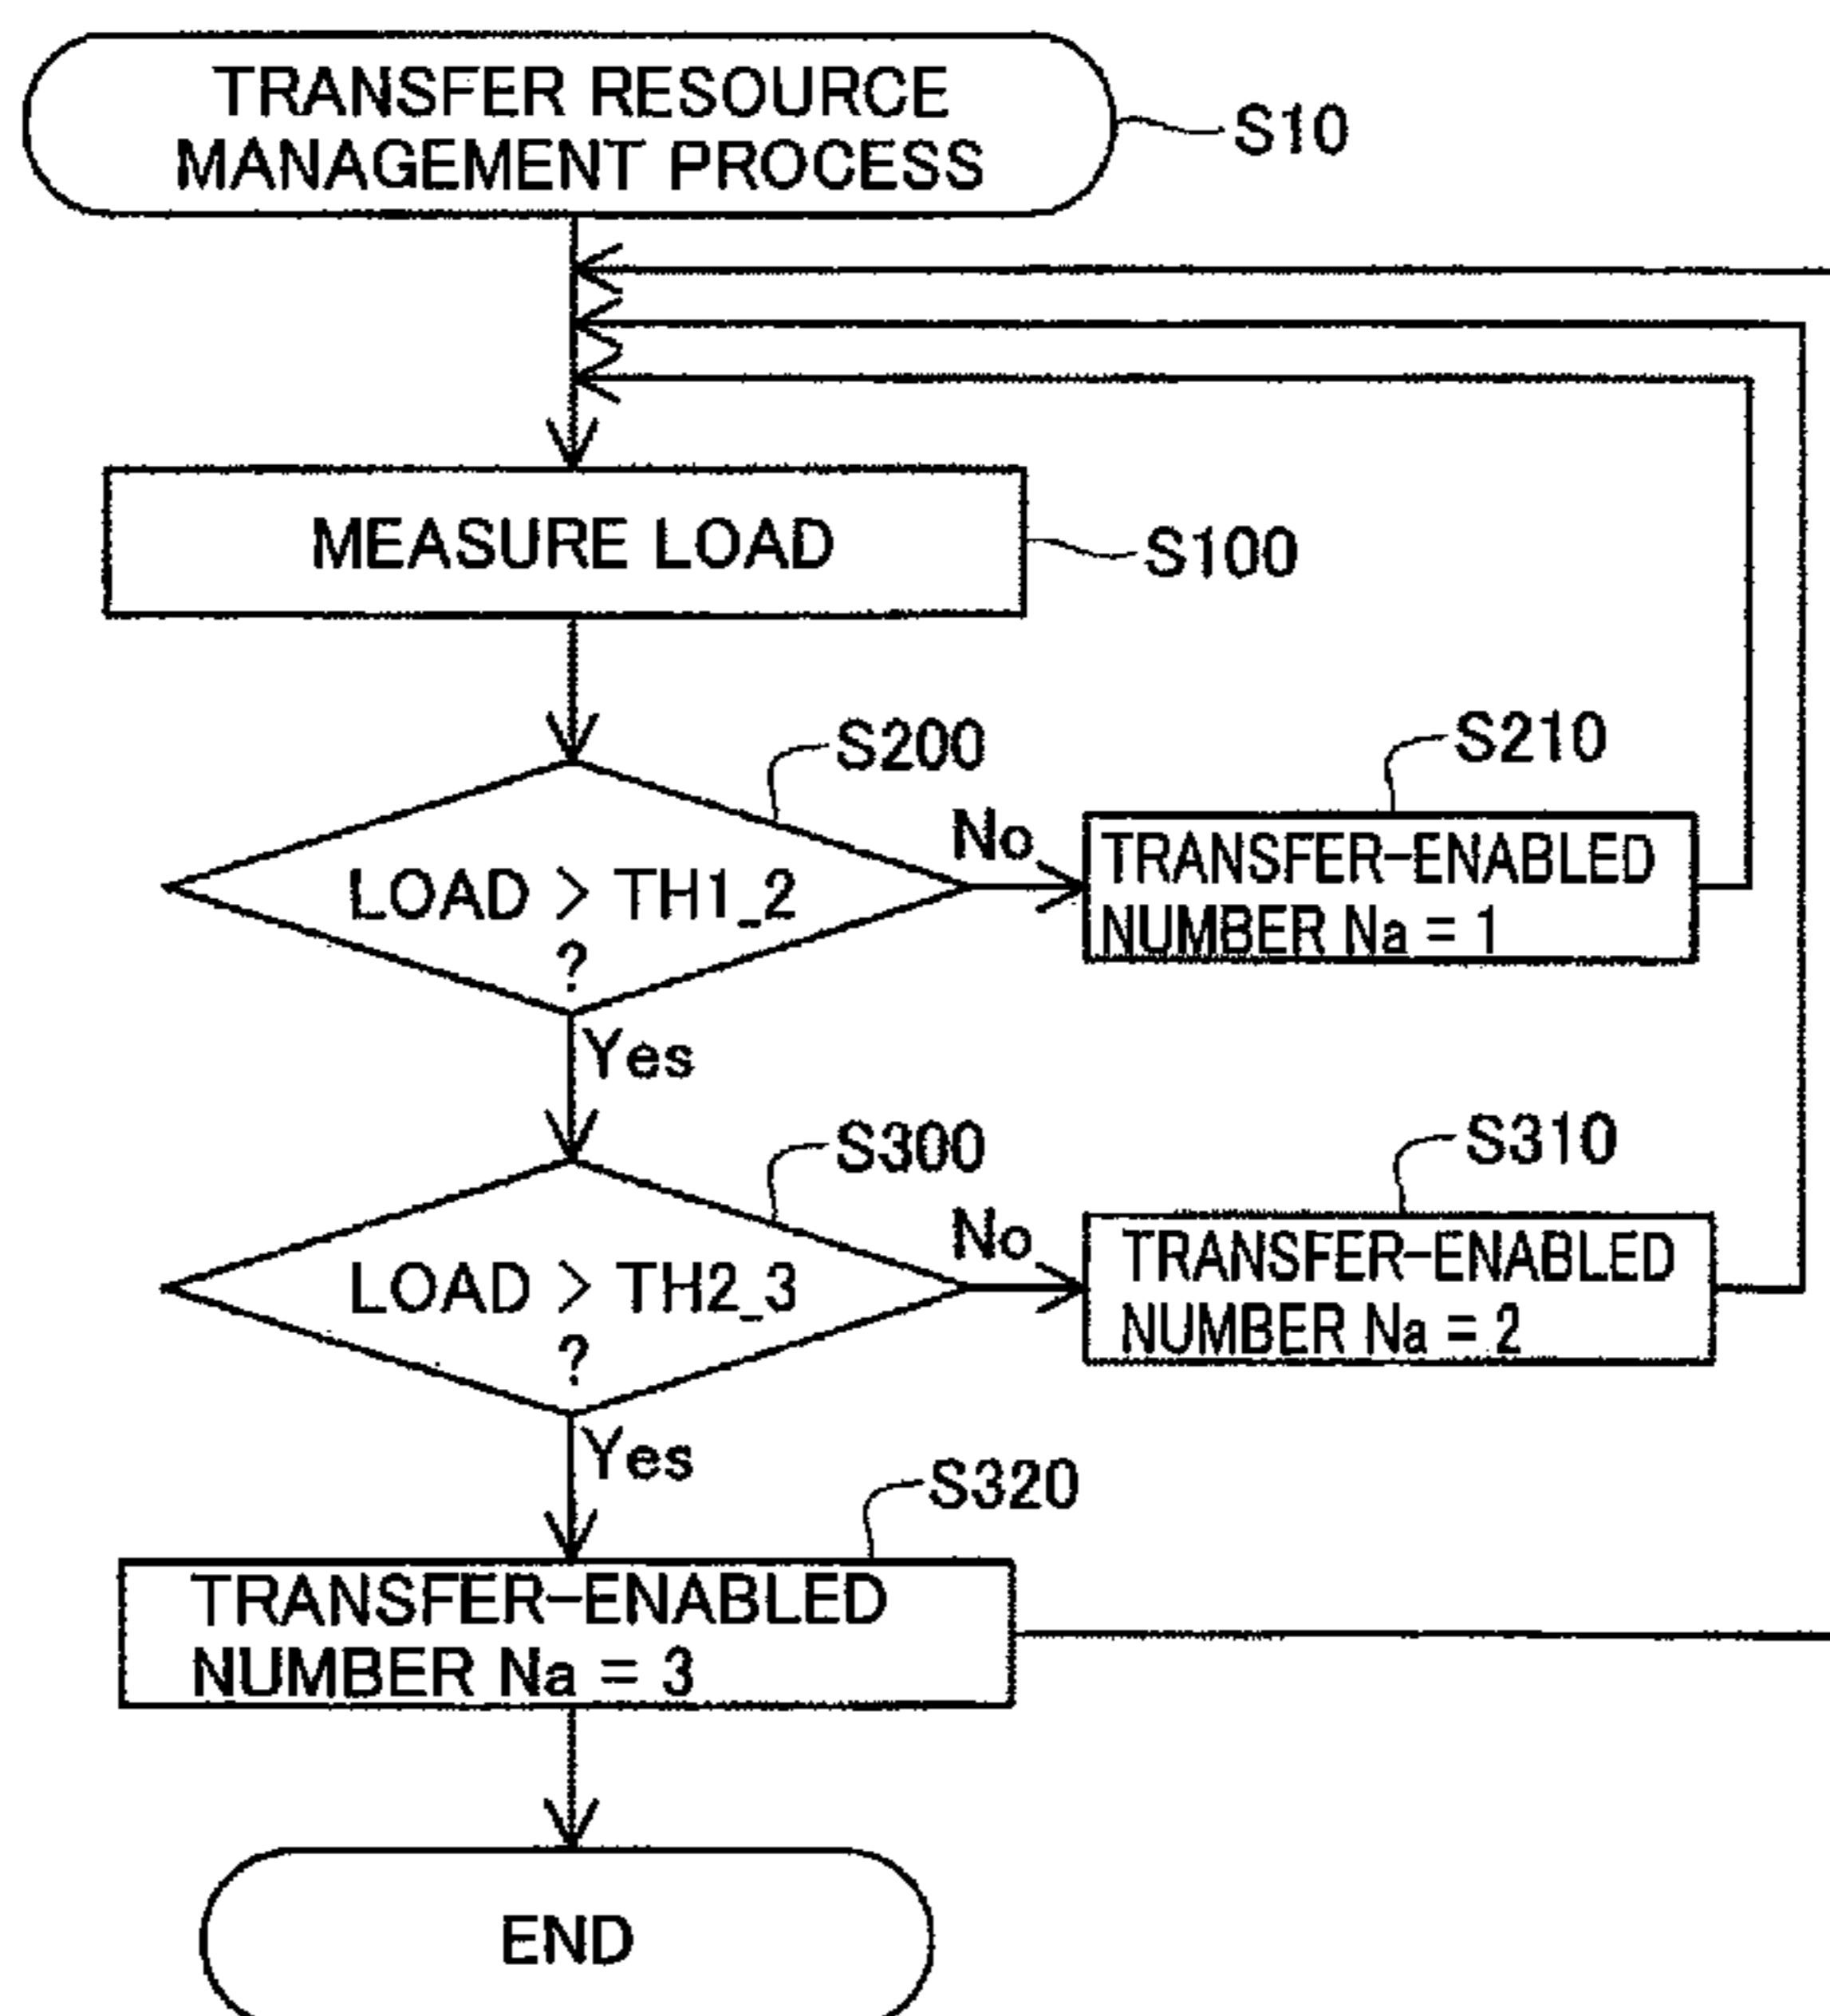 TRANSFER RESOURCE
MANAGEMENT PROCESS
S10
MEASURE LOAD
S100
S200
LOAD > TH1_2
?
No
S210
TRANSFER-ENABLED
NUMBER Na = 1
Yes
S300
LOAD > TH2_3
?
No
S310
TRANSFER-ENABLED
NUMBER Na = 2
Yes
S320
TRANSFER-ENABLED
NUMBER Na = 3
END